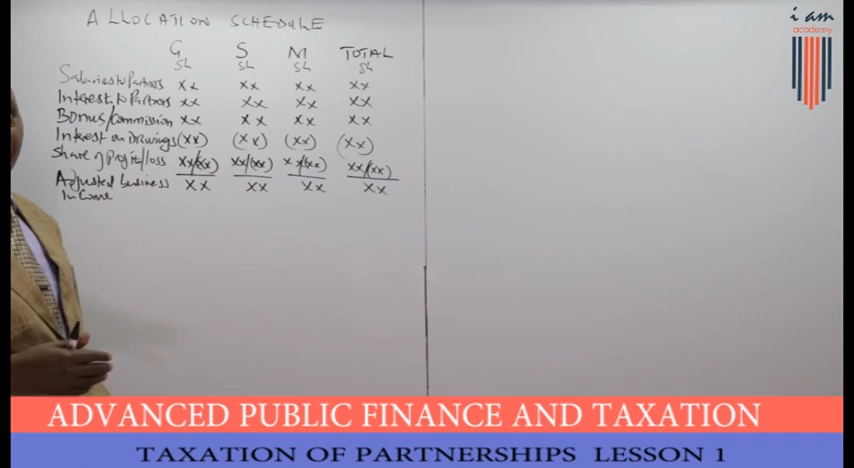 ALLOCATION SCHEDULE
G S M TOTAL
Sh Sh Sh Sh
Salaries to Partners xx xx xx xx
Interest to Partners xx xx xx xx
Bonus/Commission xx xx xx xx
Interest on Drawings (xx) (xx) (xx) (xx)
Share of Profit/loss xx/(xx) xx/(xx) xx/(xx) xx/(xx)
Adjusted business xx xx xx xx
Income
i am
academy
ADVANCED PUBLIC FINANCE AND TAXATION
TAXATION OF PARTNERSHIPS LESSON 1